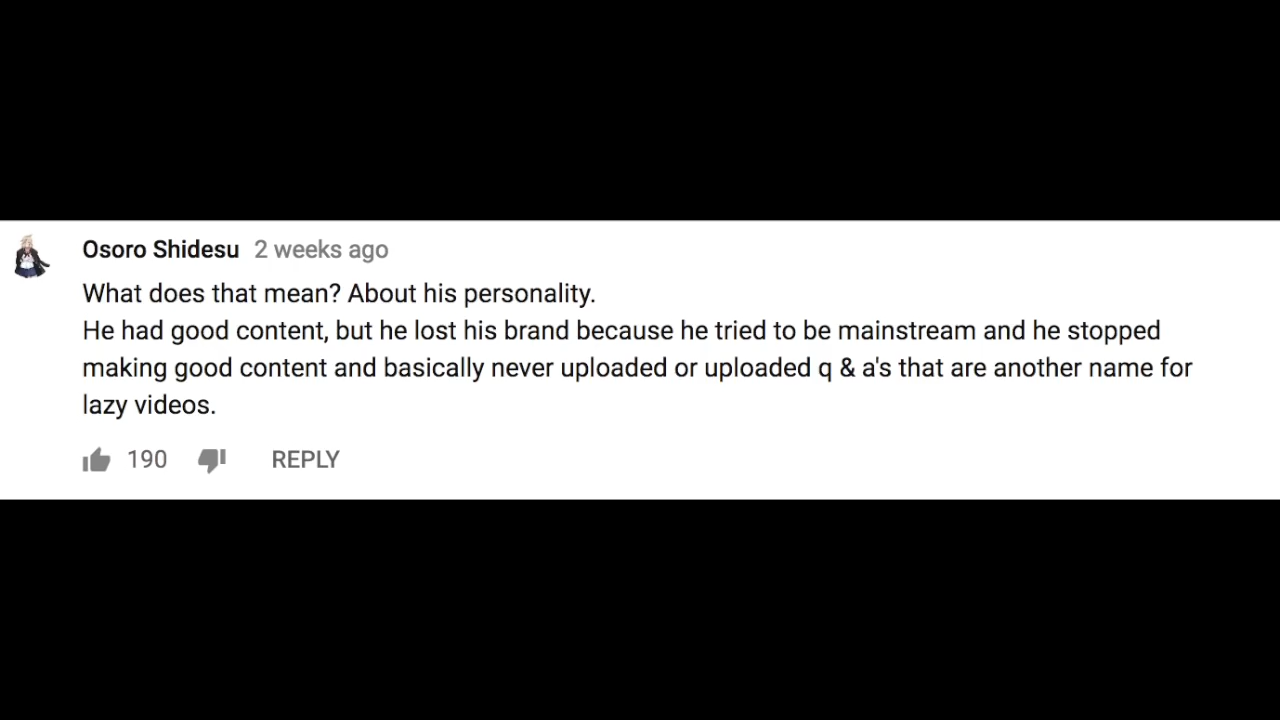 Osoro Shidesu 2 weeks ago
What does that mean? About his personality.
He had good content, but he lost his brand because he tried to be mainstream and he stopped
making good content and basically never uploaded or uploaded q & a's that are another name for
lazy videos.
190 REPLY